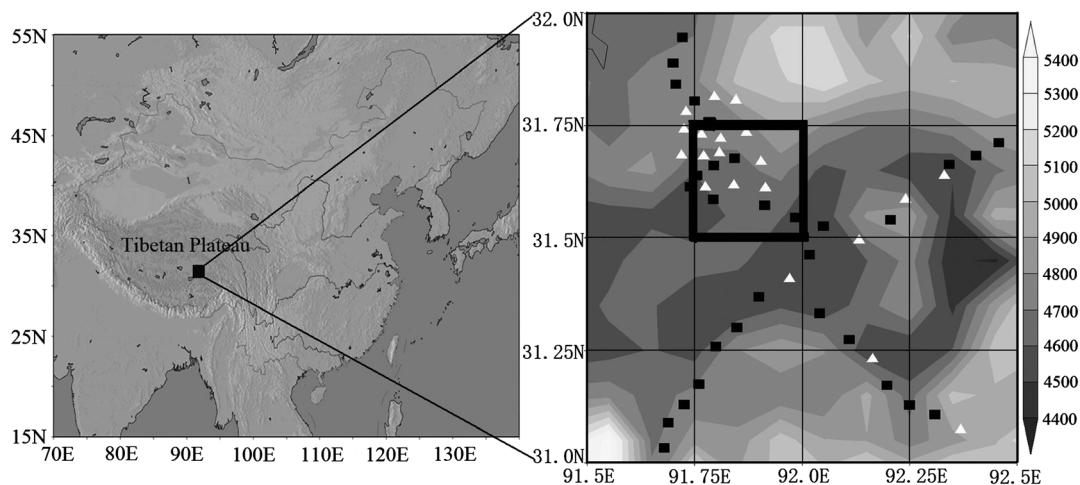 55N
45N
35N
25N
15N
70E 80E 90E 100E 110E 120E 130E
Tibetan Plateau
32.0N
31.75N
31.5N
31.25N
31.0N
91.5E 91.75E 92.0E 92.25E 92.5E
5400
5300
5200
5100
5000
4900
4800
4700
4600
4500
4400